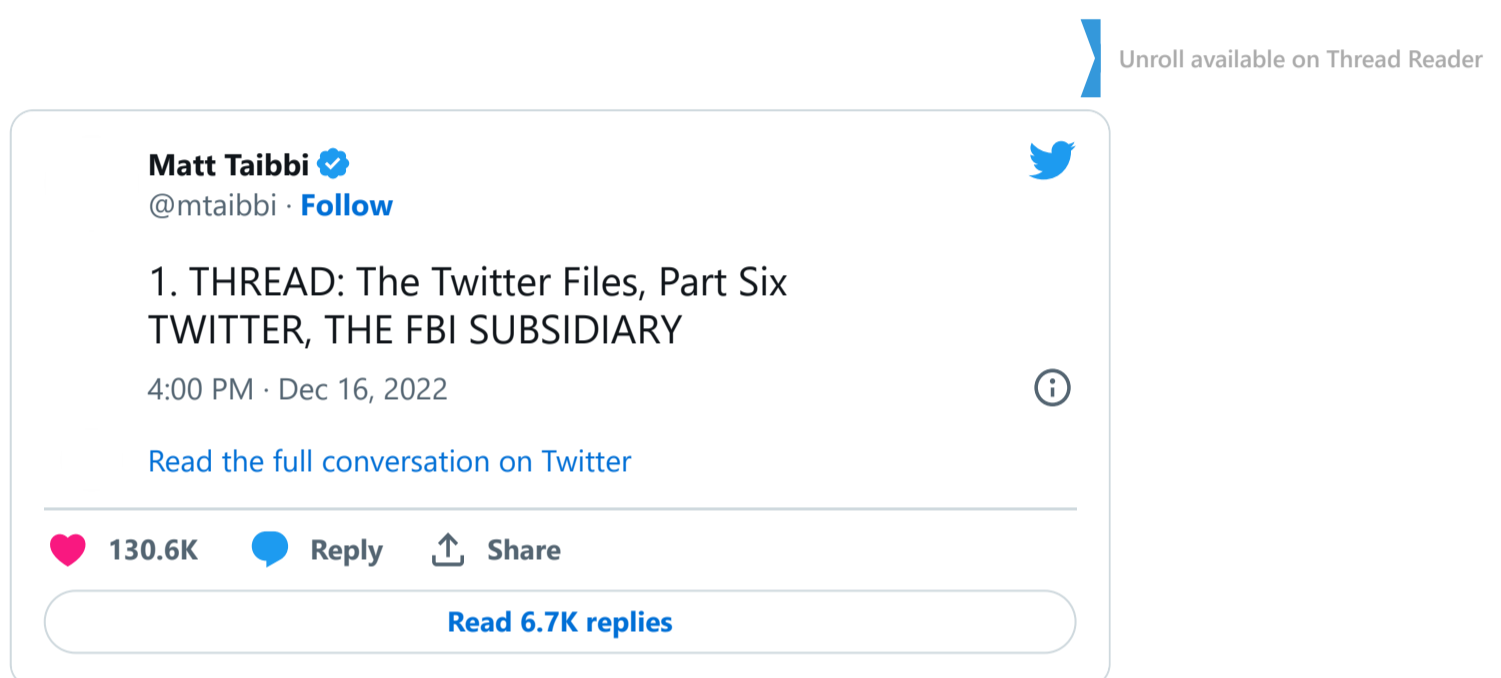 Unroll available on Thread Reader
Matt Taibbi
@mtaibbi · Follow
1. THREAD: The Twitter Files, Part Six
TWITTER, THE FBI SUBSIDIARY
4:00 PM · Dec 16, 2022
Read the full conversation on Twitter
130.6K Reply Share
Read 6.7K replies